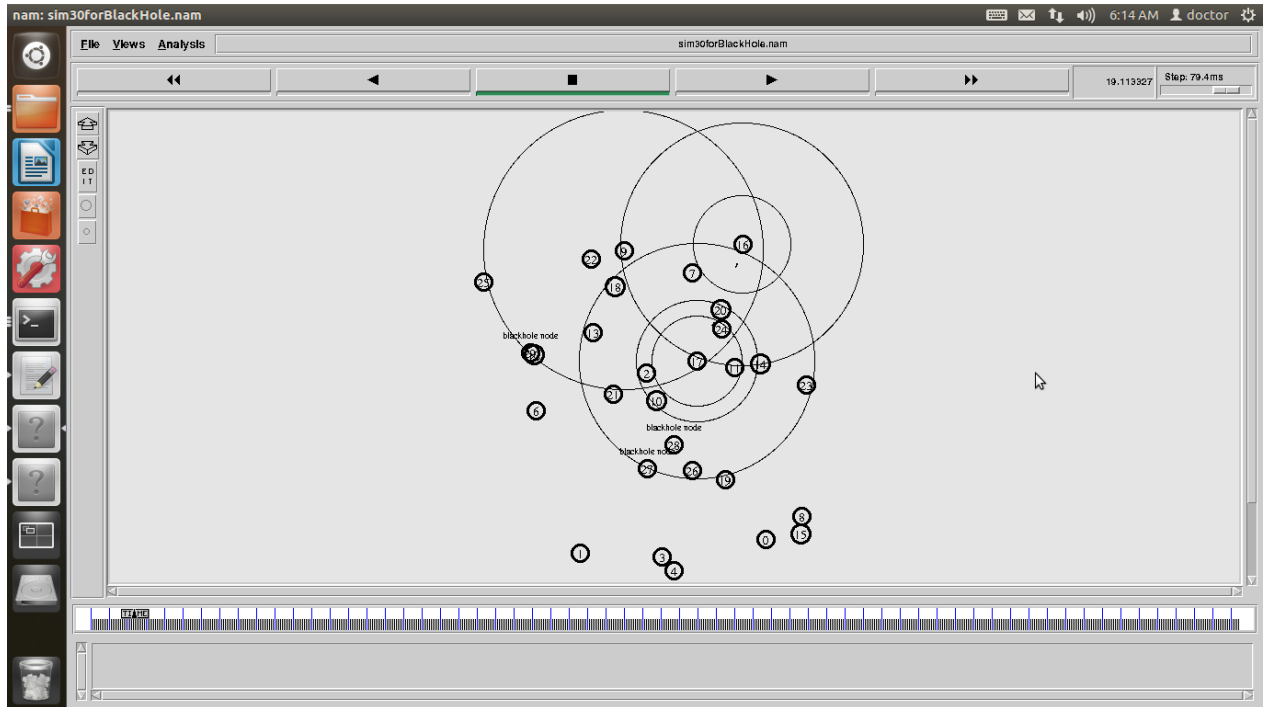 nam: sim30forBlackHole.nam
6:14 AM doctor
File Views Analysis
sim30forBlackHole.nam
19.113327
Step: 79.4ms
E D
I T
16
9
22
7
25
18
20
24
13
blackhole node
17
11
14
2
23
21
10
6
blackhole node
28
blackhole node
27
26
19
8
15
0
1
3
4
TIME